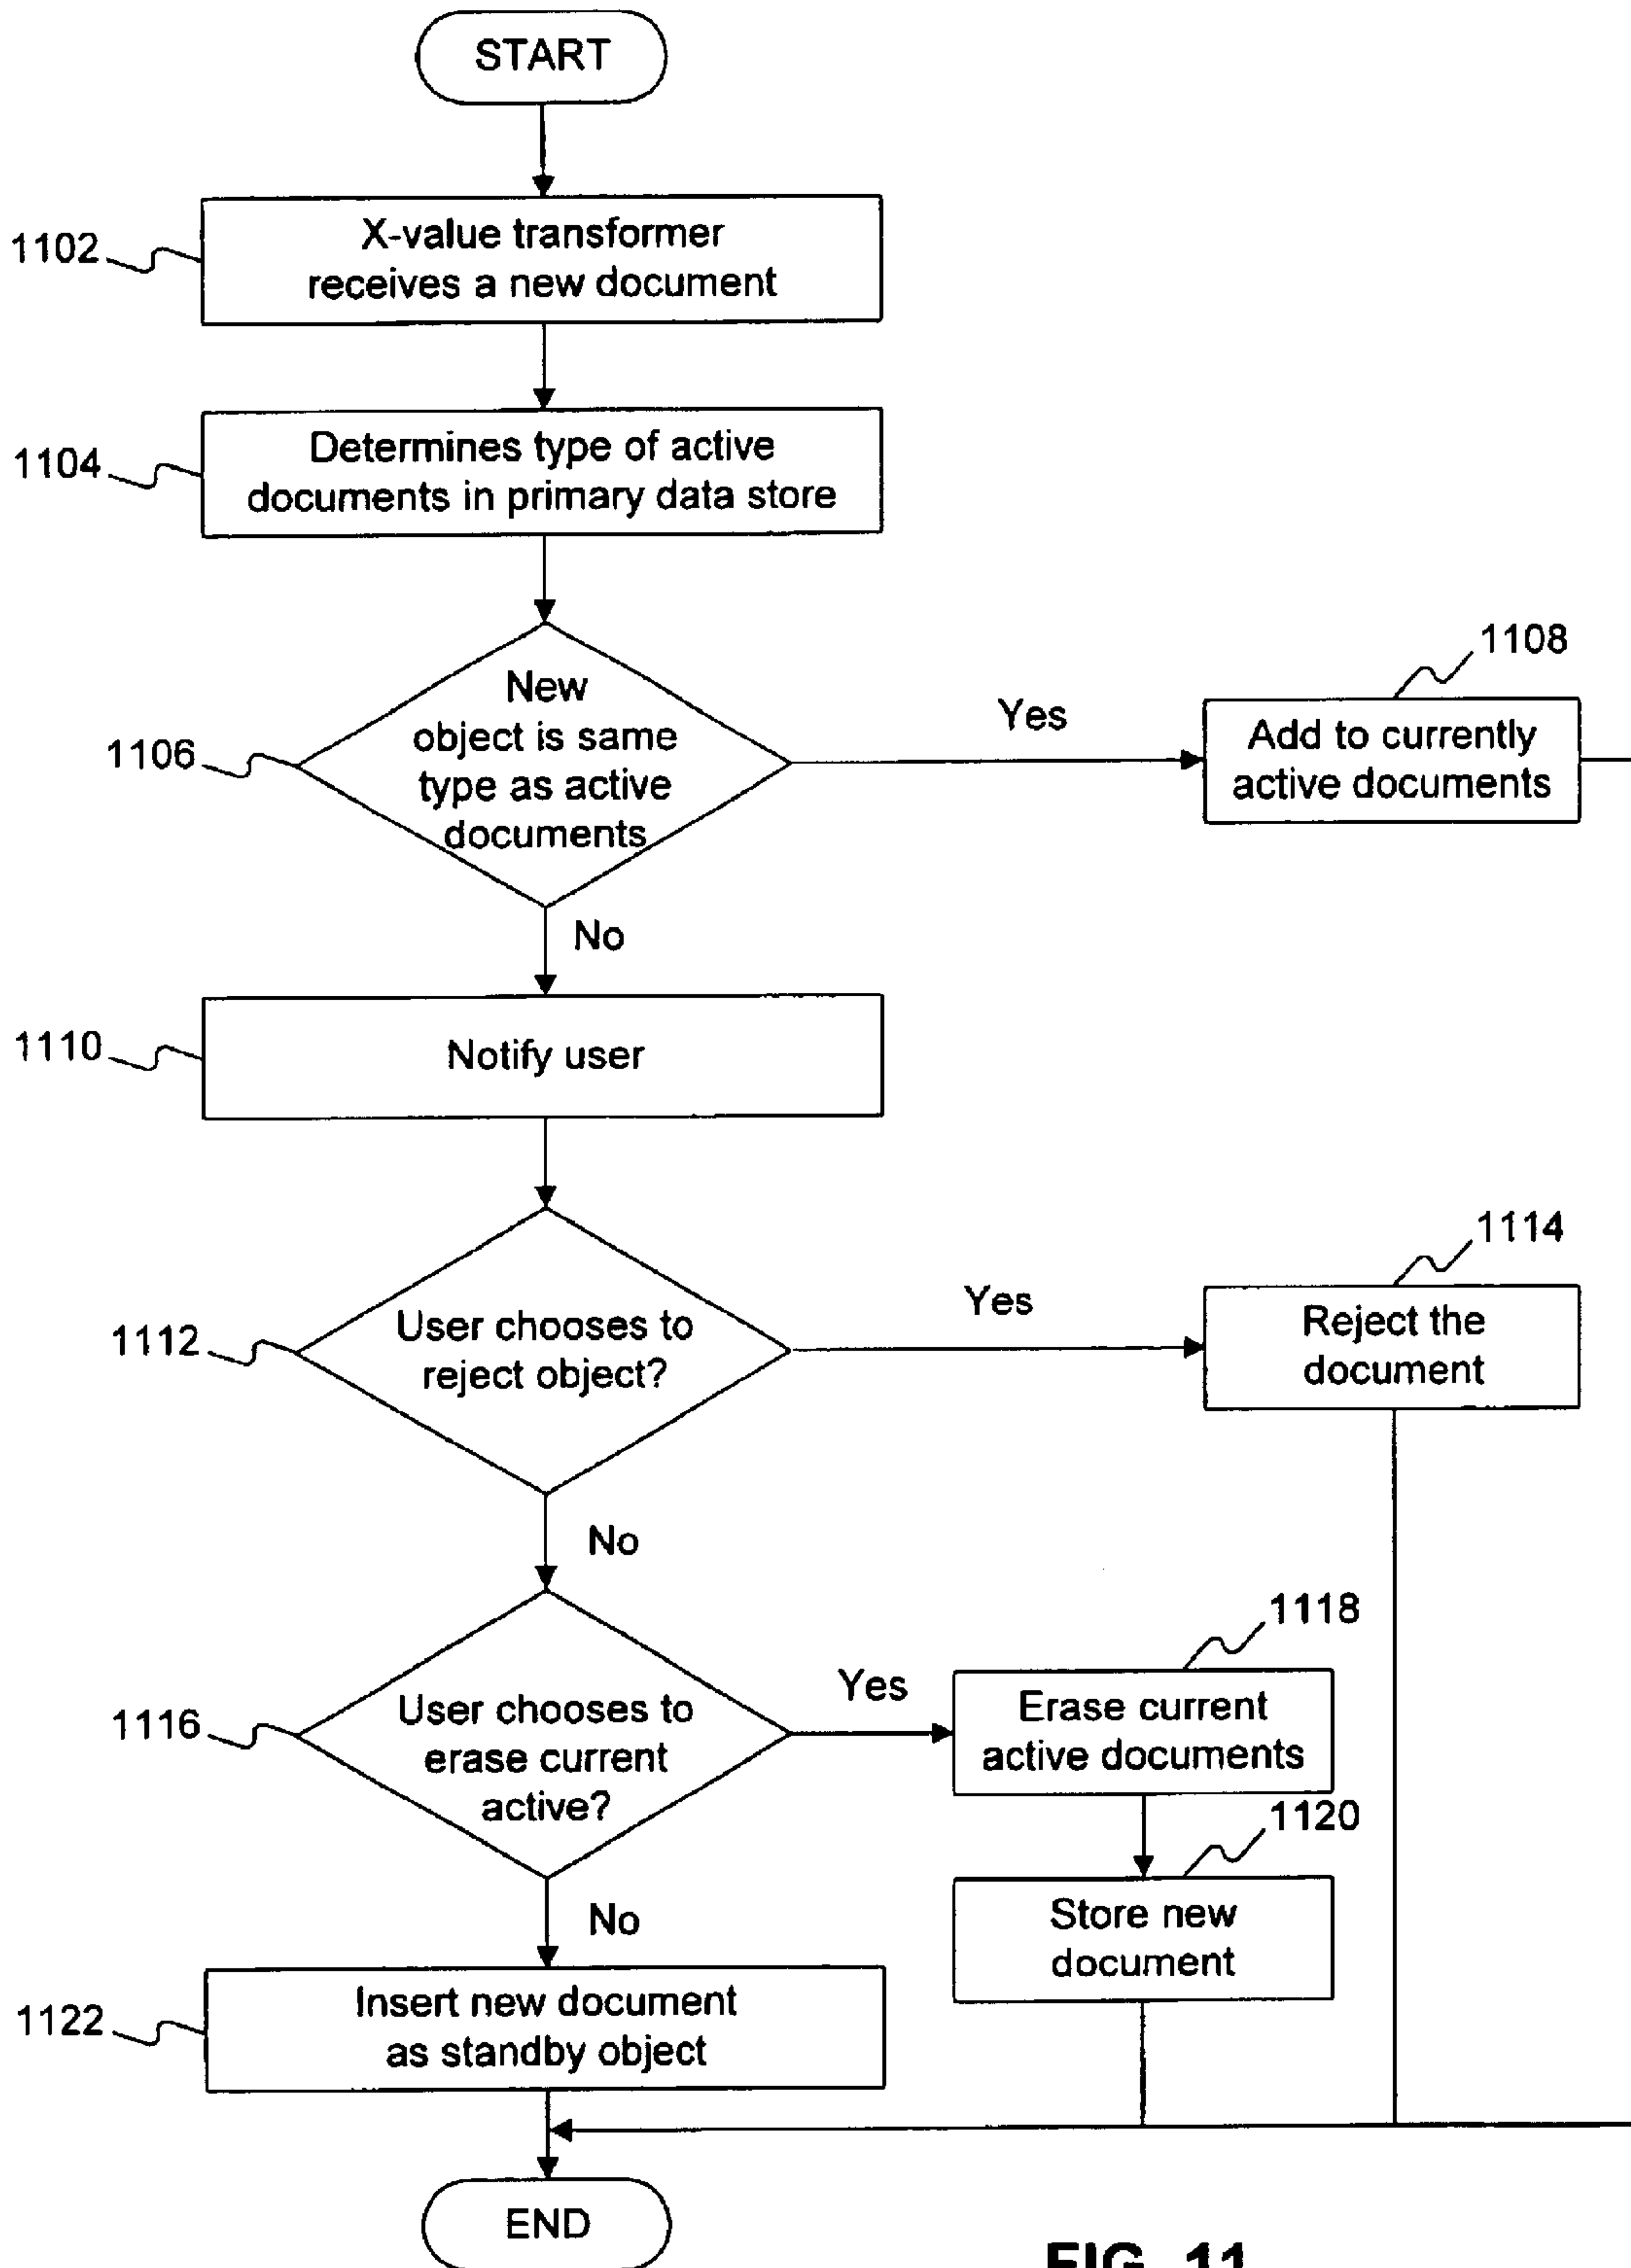 START
1102
X-value transformer
receives a new document
1104
Determines type of active
documents in primary data store
1106
New
object is same
type as active
documents
Yes
1108
Add to currently
active documents
No
1110
Notify user
1112
User chooses to
reject object?
Yes
1114
Reject the
document
No
1116
User chooses to
erase current
active?
Yes
1118
Erase current
active documents
1120
Store new
document
No
1122
Insert new document
as standby object
END
FIG. 11